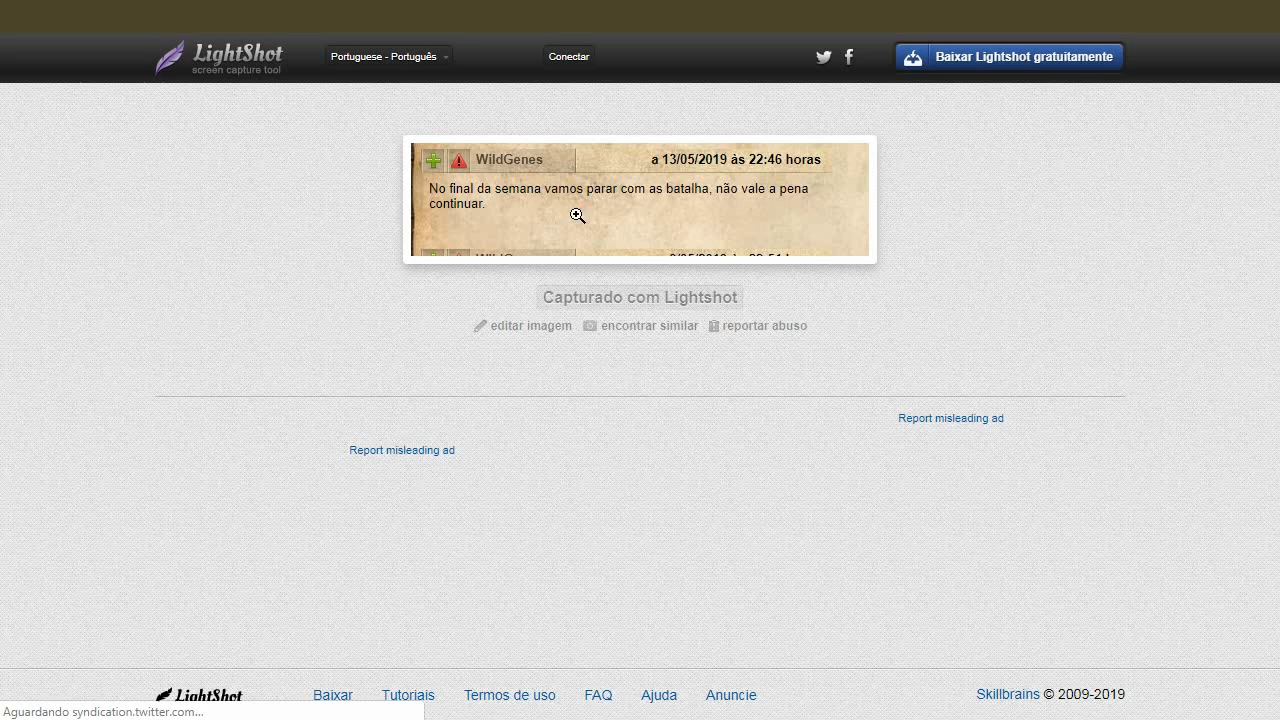 LightShot
screen capture tool
Portuguese - Português
Conectar
Baixar Lightshot gratuitamente
WildGenes
a 13/05/2019 às 22:46 horas
No final da semana vamos parar com as batalha, não vale a pena
continuar.
Capturado com Lightshot
editar imagem
encontrar similar
reportar abuso
Report misleading ad
Report misleading ad
LightShot
Baixar
Tutoriais
Termos de uso
FAQ
Ajuda
Anuncie
Skillbrains © 2009-2019
Aguardando syndication.twitter.com...